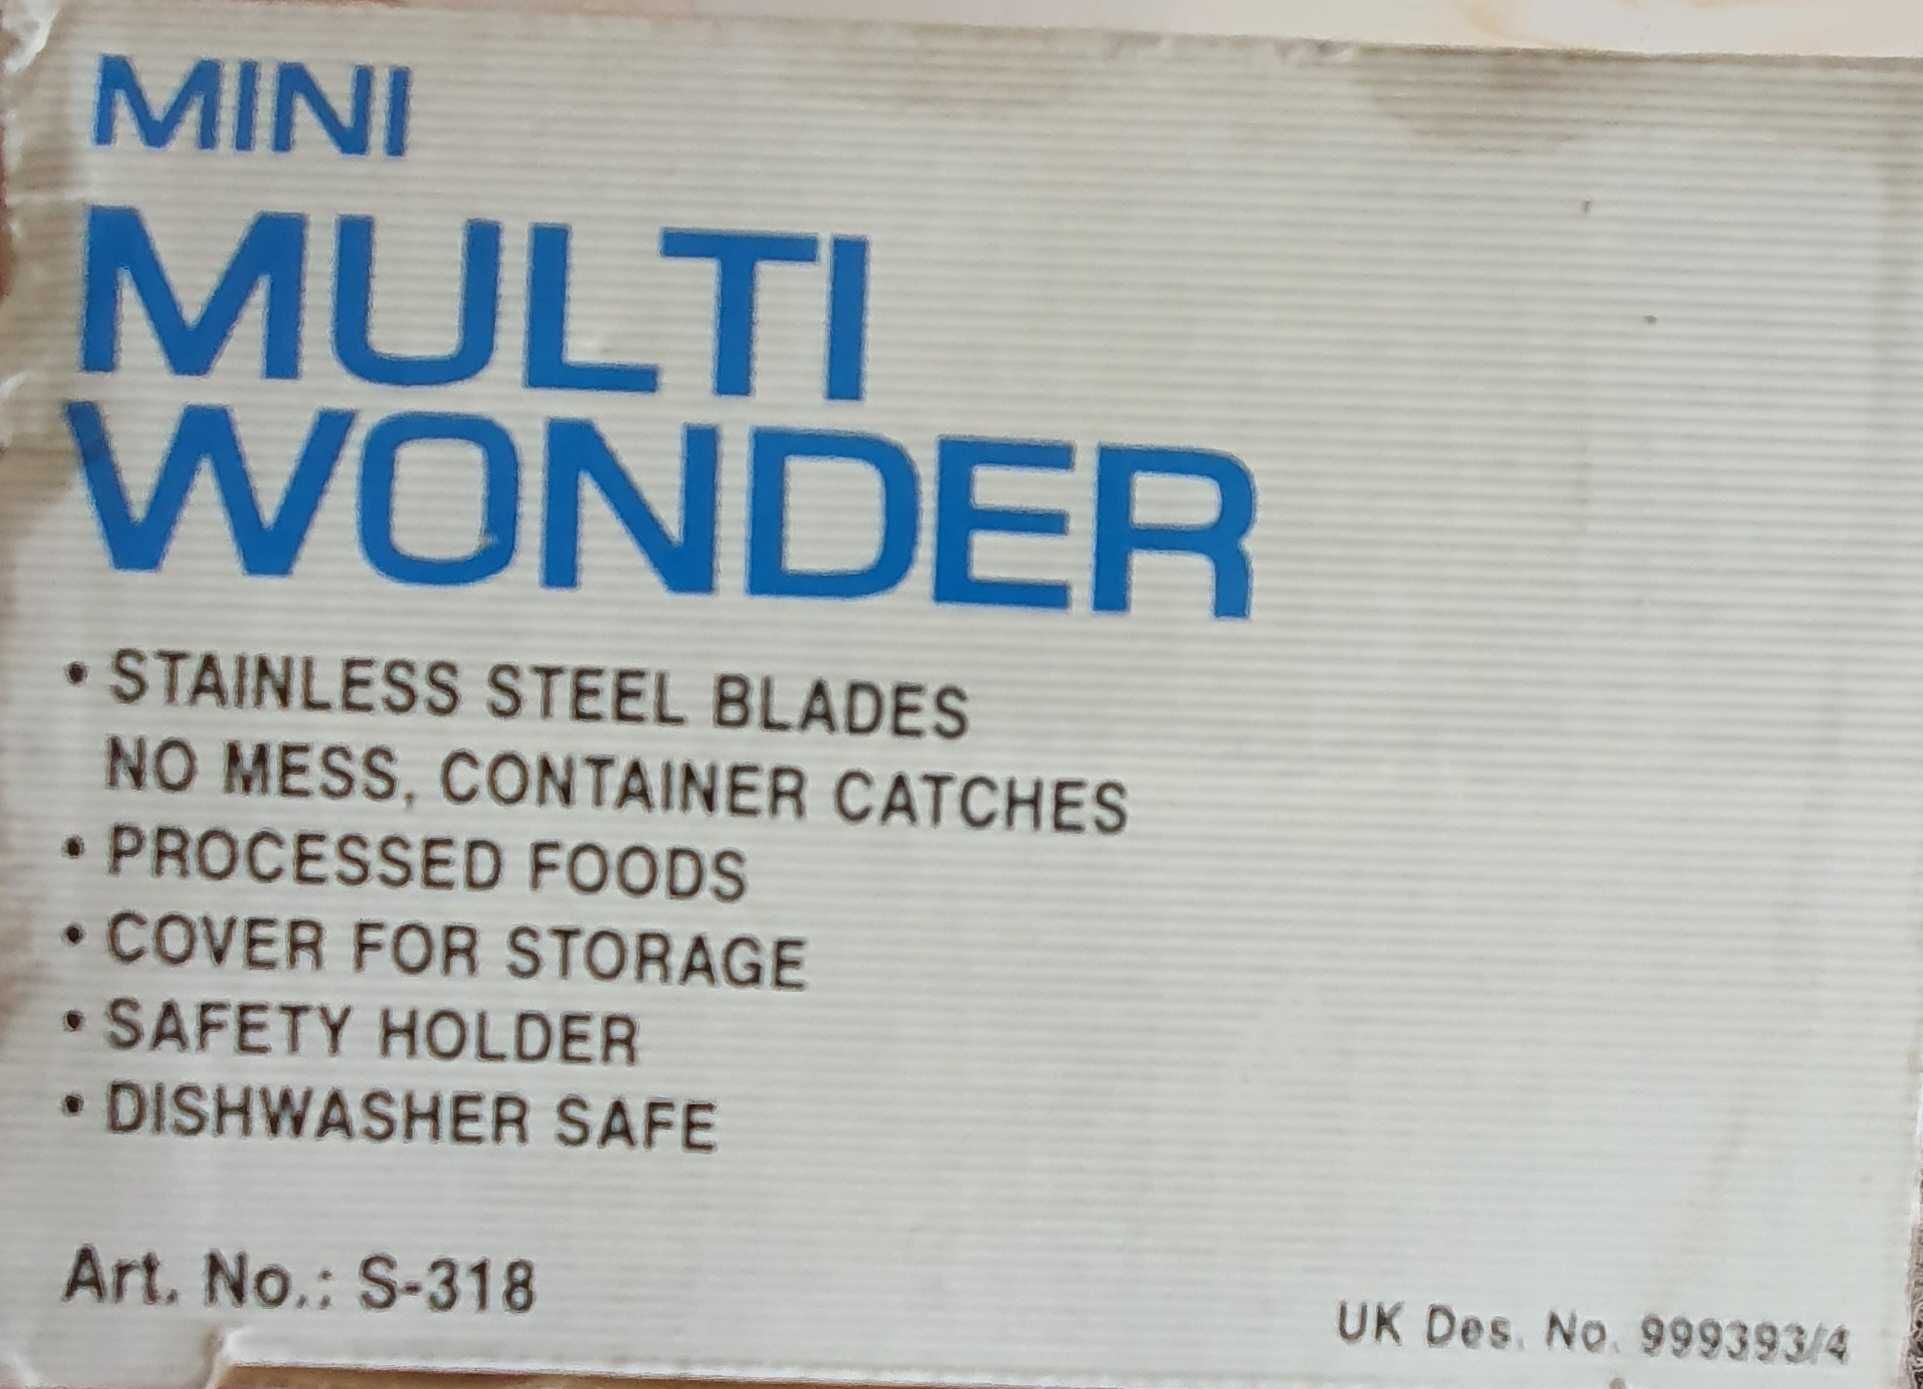 MINI
MULTI
WONDER
• STAINLESS STEEL BLADES
NO MESS, CONTAINER CATCHES
• PROCESSED FOODS
• COVER FOR STORAGE
• SAFETY HOLDER
• DISHWASHER SAFE
Art. No.: S-318
UK Des. No. 999393/4